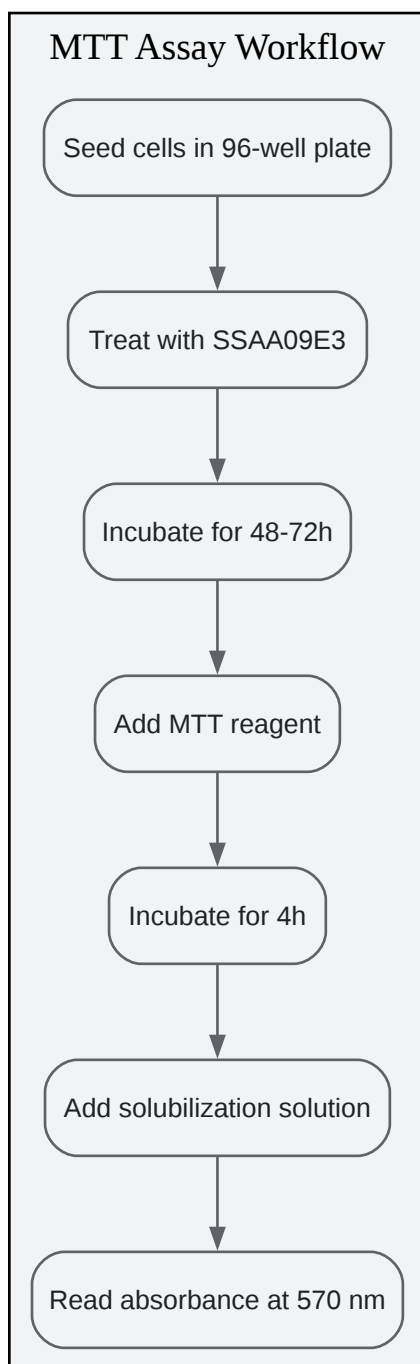 MTT Assay Workflow
Seed cells in 96-well plate
Treat with SSAA09E3
Incubate for 48-72h
Add MTT reagent
Incubate for 4h
Add solubilization solution
Read absorbance at 570 nm